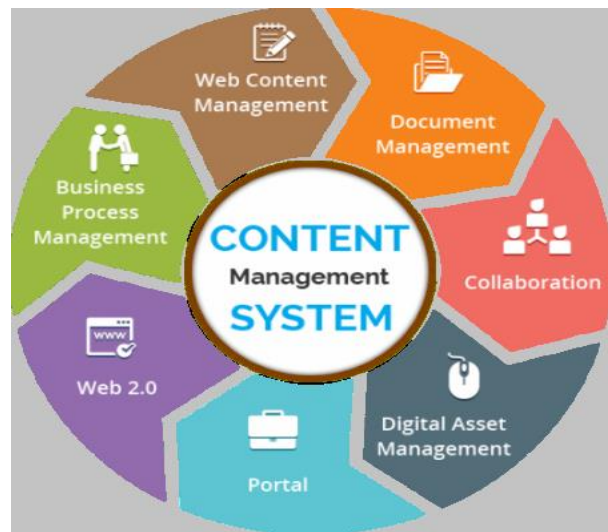 Web Content
Management
Document
Management
Collaboration
Digital Asset
Management
Portal
www
Web 2.0
Business
Process
Management
CONTENT
Management
SYSTEM